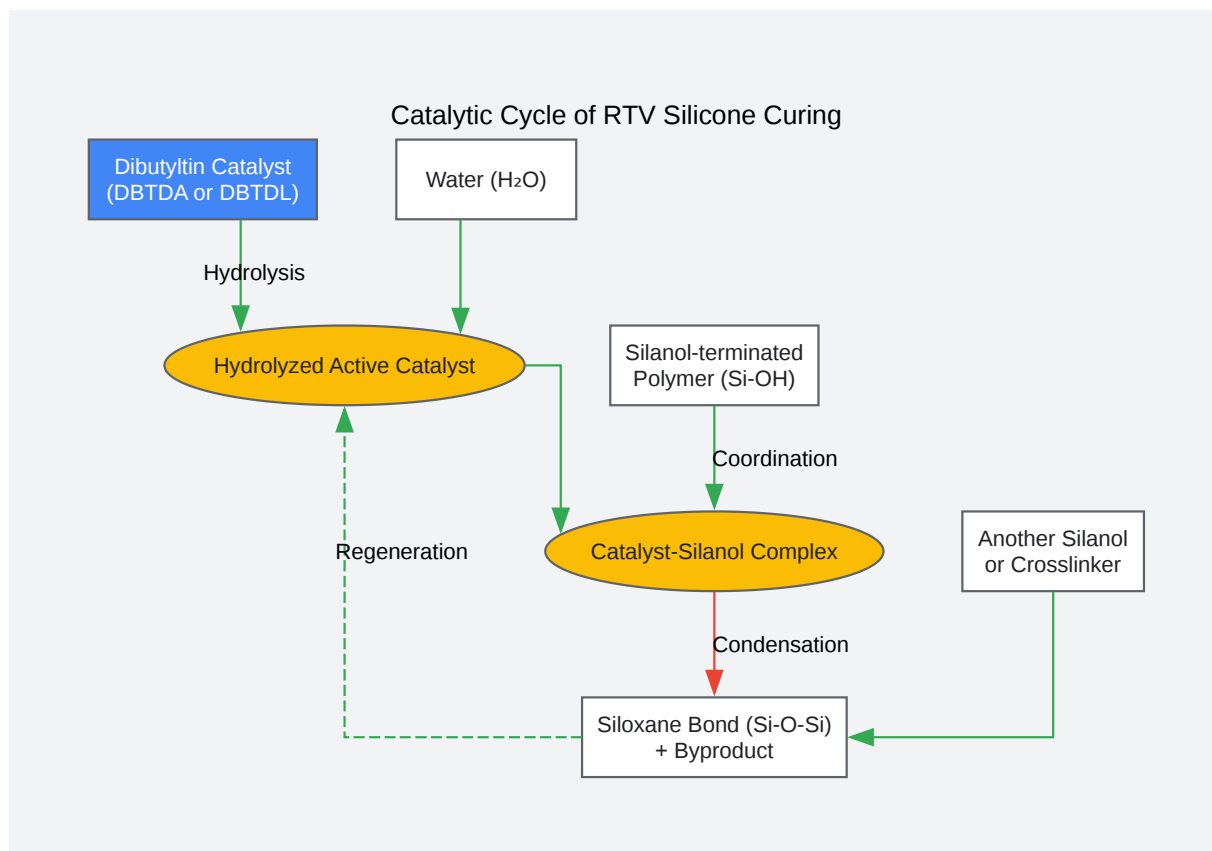 Catalytic Cycle of RTV Silicone Curing
Dibutyltin Catalyst
(DBTDA or DBTDL)
Water (H₂O)
Hydrolysis
Hydrolyzed Active Catalyst
Silanol-terminated
Polymer (Si-OH)
Coordination
Catalyst-Silanol Complex
Another Silanol
or Crosslinker
Regeneration
Condensation
Siloxane Bond (Si-O-Si)
+ Byproduct